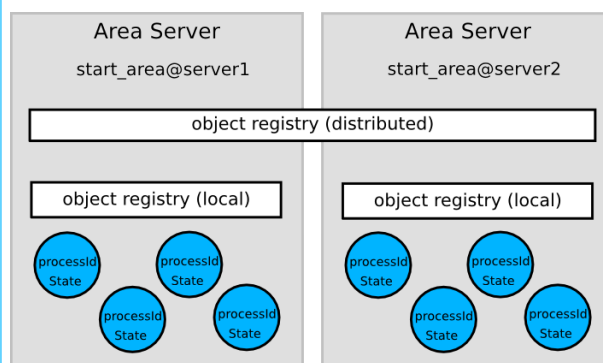 Area Server
start_area@server1
Area Server
start_area@server2
object registry (distributed)
object registry (local)
object registry (local)
processId
State
processId
State
processId
State
processId
State
processId
State
processId
State
processId
State
processId
State